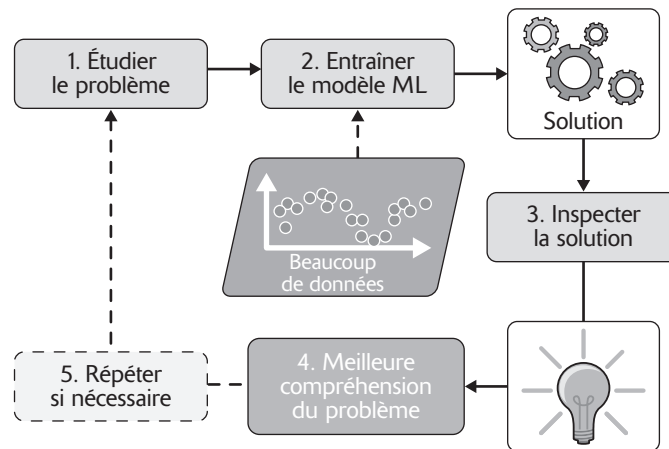 1. Étudier
le problème
2. Entraîner
le modèle ML
Solution
Beaucoup
de données
3. Inspecter
la solution
4. Meilleure
compréhension
du problème
5. Répéter
si nécessaire